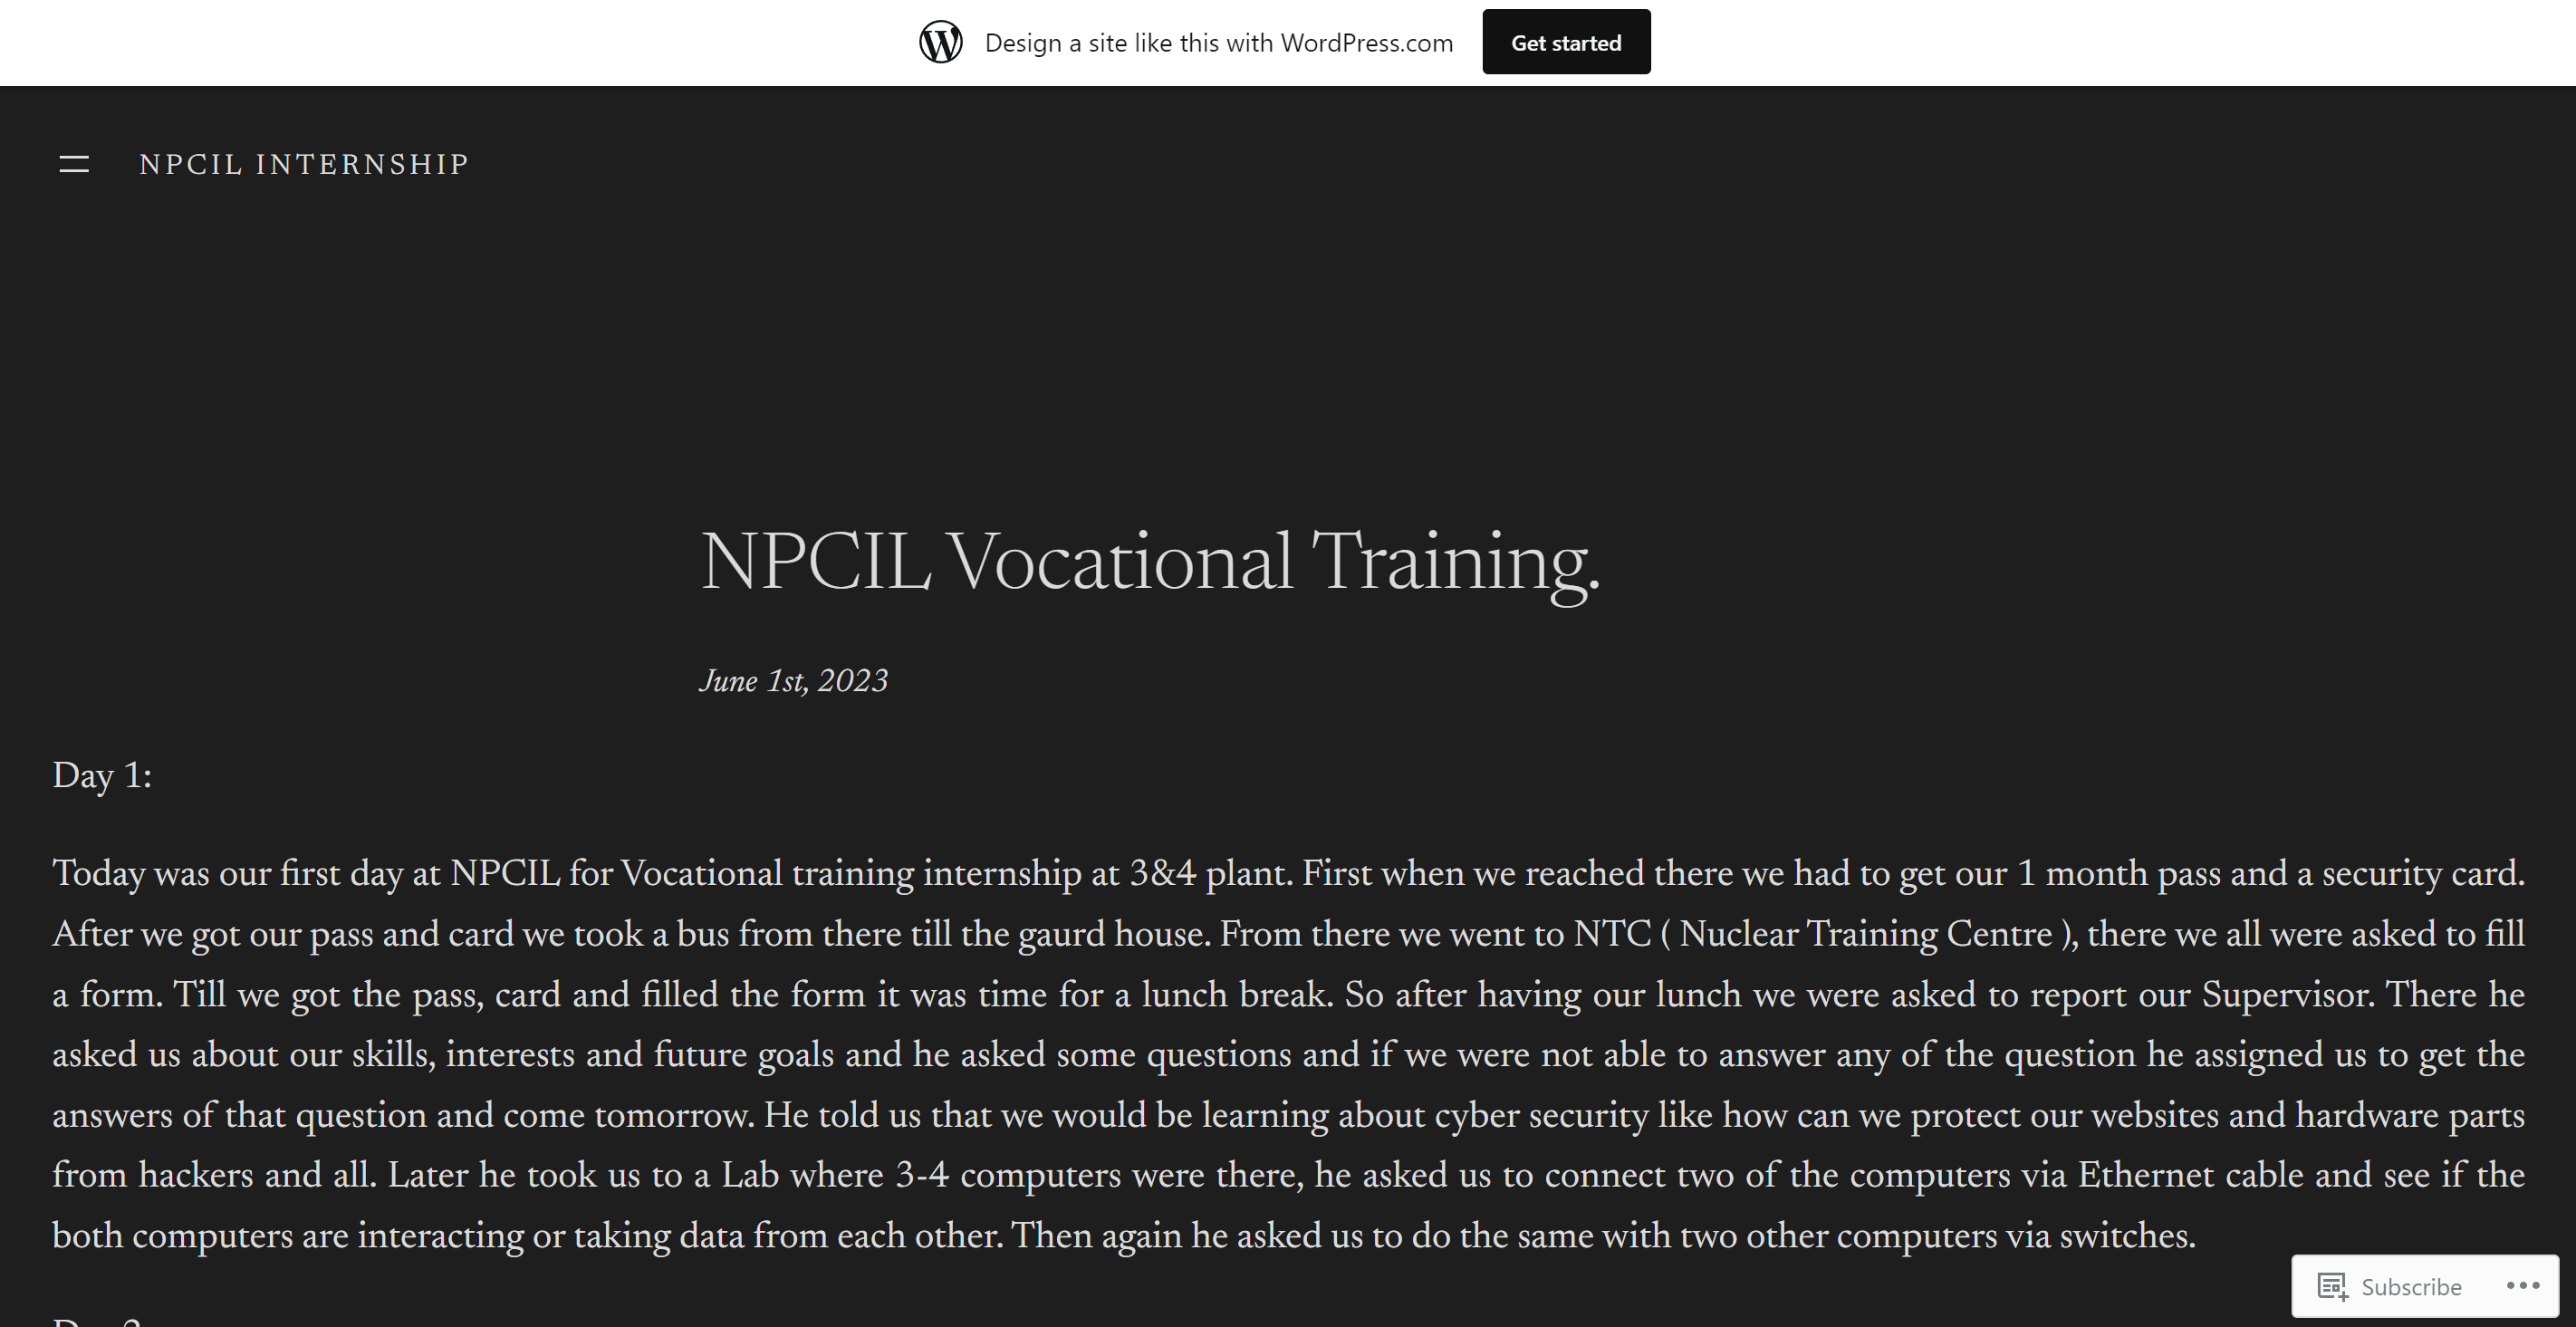 Design a site like this with WordPress.com
Get started
NPCIL INTERNSHIP
NPCIL Vocational Training.
June 1st, 2023
Day 1:
Today was our first day at NPCIL for Vocational training internship at 3&4 plant. First when we reached there we had to get our 1 month pass and a security card.
After we got our pass and card we took a bus from there till the gaurd house. From there we went to NTC ( Nuclear Training Centre ), there we all were asked to fill
a form. Till we got the pass, card and filled the form it was time for a lunch break. So after having our lunch we were asked to report our Supervisor. There he
asked us about our skills, interests and future goals and he asked some questions and if we were not able to answer any of the question he assigned us to get the
answers of that question and come tomorrow. He told us that we would be learning about cyber security like how can we protect our websites and hardware parts
from hackers and all. Later he took us to a Lab where 3-4 computers were there, he asked us to connect two of the computers via Ethernet cable and see if the
both computers are interacting or taking data from each other. Then again he asked us to do the same with two other computers via switches.
Subscribe